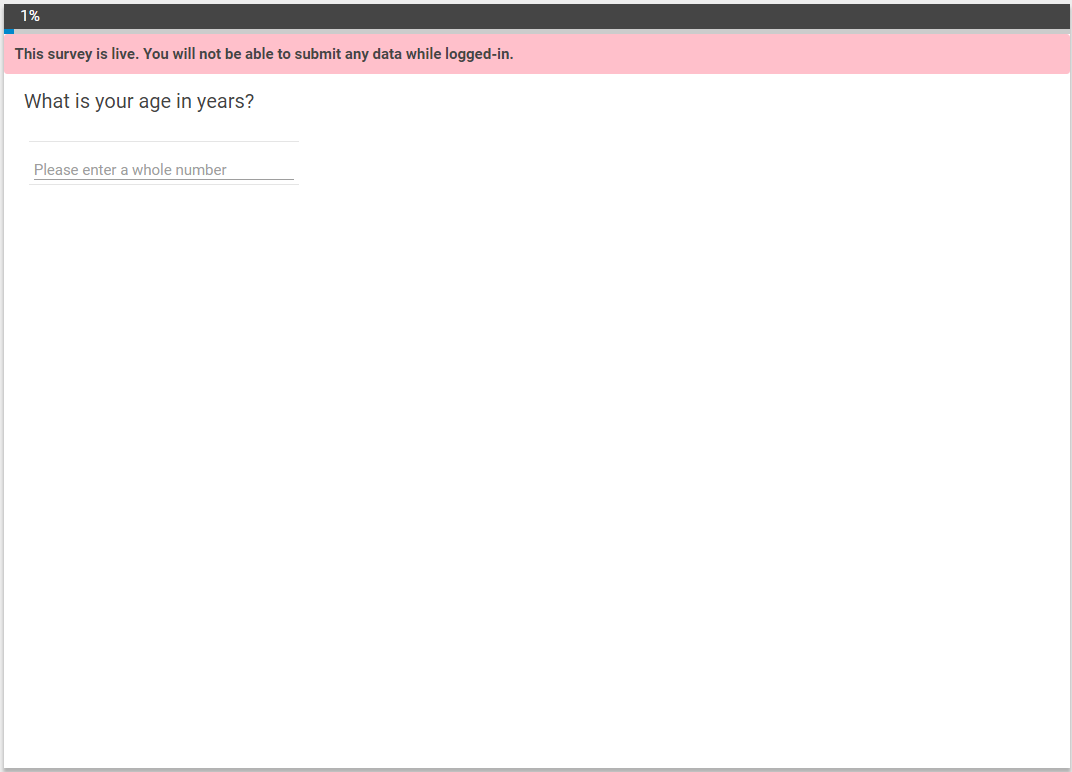 1%
This survey is live. You will not be able to submit any data while logged-in.
What is your age in years?
Please enter a whole number